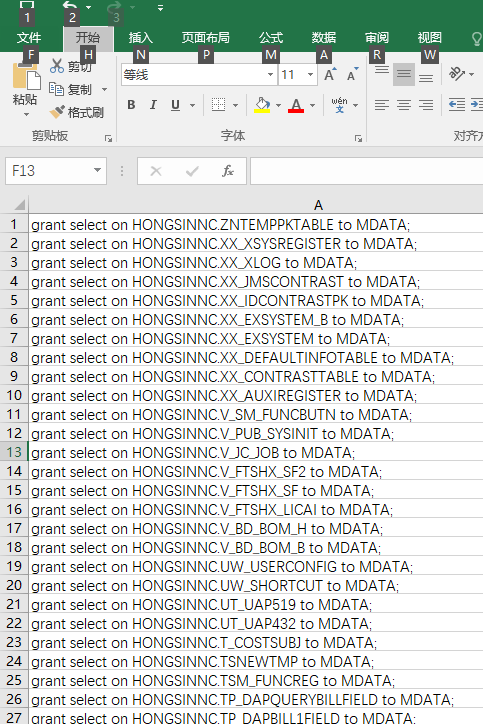 1 2 3
文件 开始 插入 页面布局 公式 数据 审阅 视图
F H N P M A R W
粘贴 剪切 等线 11 A A
复制 B I U A wén 文
格式刷
剪贴板 字体 对齐方
F13 fx
A
1 grant select on HONGSINNC.ZNTEMPPKTABLE to MDATA;
2 grant select on HONGSINNC.XX_XSYSREGISTER to MDATA;
3 grant select on HONGSINNC.XX_XLOG to MDATA;
4 grant select on HONGSINNC.XX_JMSCONTRAST to MDATA;
5 grant select on HONGSINNC.XX_IDCONTRASTPK to MDATA;
6 grant select on HONGSINNC.XX_EXSYSTEM_B to MDATA;
7 grant select on HONGSINNC.XX_EXSYSTEM to MDATA;
8 grant select on HONGSINNC.XX_DEFAULTINFOTABLE to MDATA;
9 grant select on HONGSINNC.XX_CONTRASTTABLE to MDATA;
10 grant select on HONGSINNC.XX_AUXIREGISTER to MDATA;
11 grant select on HONGSINNC.V_SM_FUNCBUTN to MDATA;
12 grant select on HONGSINNC.V_PUB_SYSINIT to MDATA;
13 grant select on HONGSINNC.V_JC_JOB to MDATA;
14 grant select on HONGSINNC.V_FTSHX_SF2 to MDATA;
15 grant select on HONGSINNC.V_FTSHX_SF to MDATA;
16 grant select on HONGSINNC.V_FTSHX_LICAI to MDATA;
17 grant select on HONGSINNC.V_BD_BOM_H to MDATA;
18 grant select on HONGSINNC.V_BD_BOM_B to MDATA;
19 grant select on HONGSINNC.UW_USERCONFIG to MDATA;
20 grant select on HONGSINNC.UW_SHORTCUT to MDATA;
21 grant select on HONGSINNC.UT_UAP519 to MDATA;
22 grant select on HONGSINNC.UT_UAP432 to MDATA;
23 grant select on HONGSINNC.T_COSTSUBJ to MDATA;
24 grant select on HONGSINNC.TSNEWTMP to MDATA;
25 grant select on HONGSINNC.TSM_FUNCREG to MDATA;
26 grant select on HONGSINNC.TP_DAPQUERYBILLFIELD to MDATA;
27 grant select on HONGSINNC.TP_DAPBILL1FIELD to MDATA;